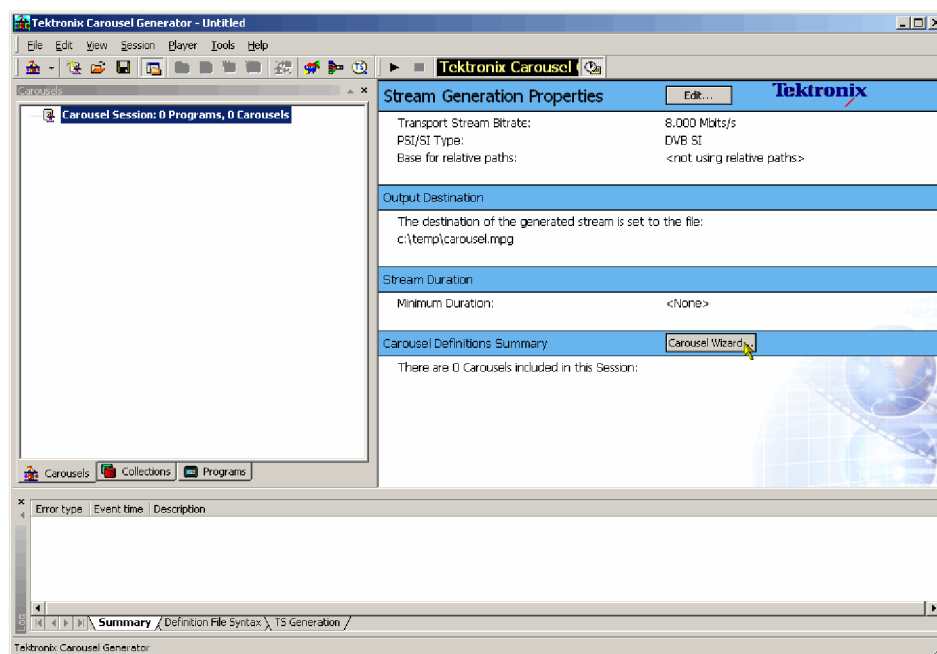 Tektronix Carousel Generator - Untitled
File Edit View Session Player Tools Help
Tektronix Carousel
Carousels
Carousel Session: 0 Programs, 0 Carousels
Carousels Collections Programs
Stream Generation Properties Edit... Tektronix
Transport Stream Bitrate: 8.000 Mbits/s
PSI/SI Type: DVB SI
Base for relative paths: <not using relative paths>
Output Destination
The destination of the generated stream is set to the file:
c:\temp\carousel.mpg
Stream Duration
Minimum Duration: <None>
Carousel Definitions Summary Carousel Wizard...
There are 0 Carousels included in this Session:
Error type Event time Description
LOG
Summary Definition File Syntax TS Generation
Tektronix Carousel Generator